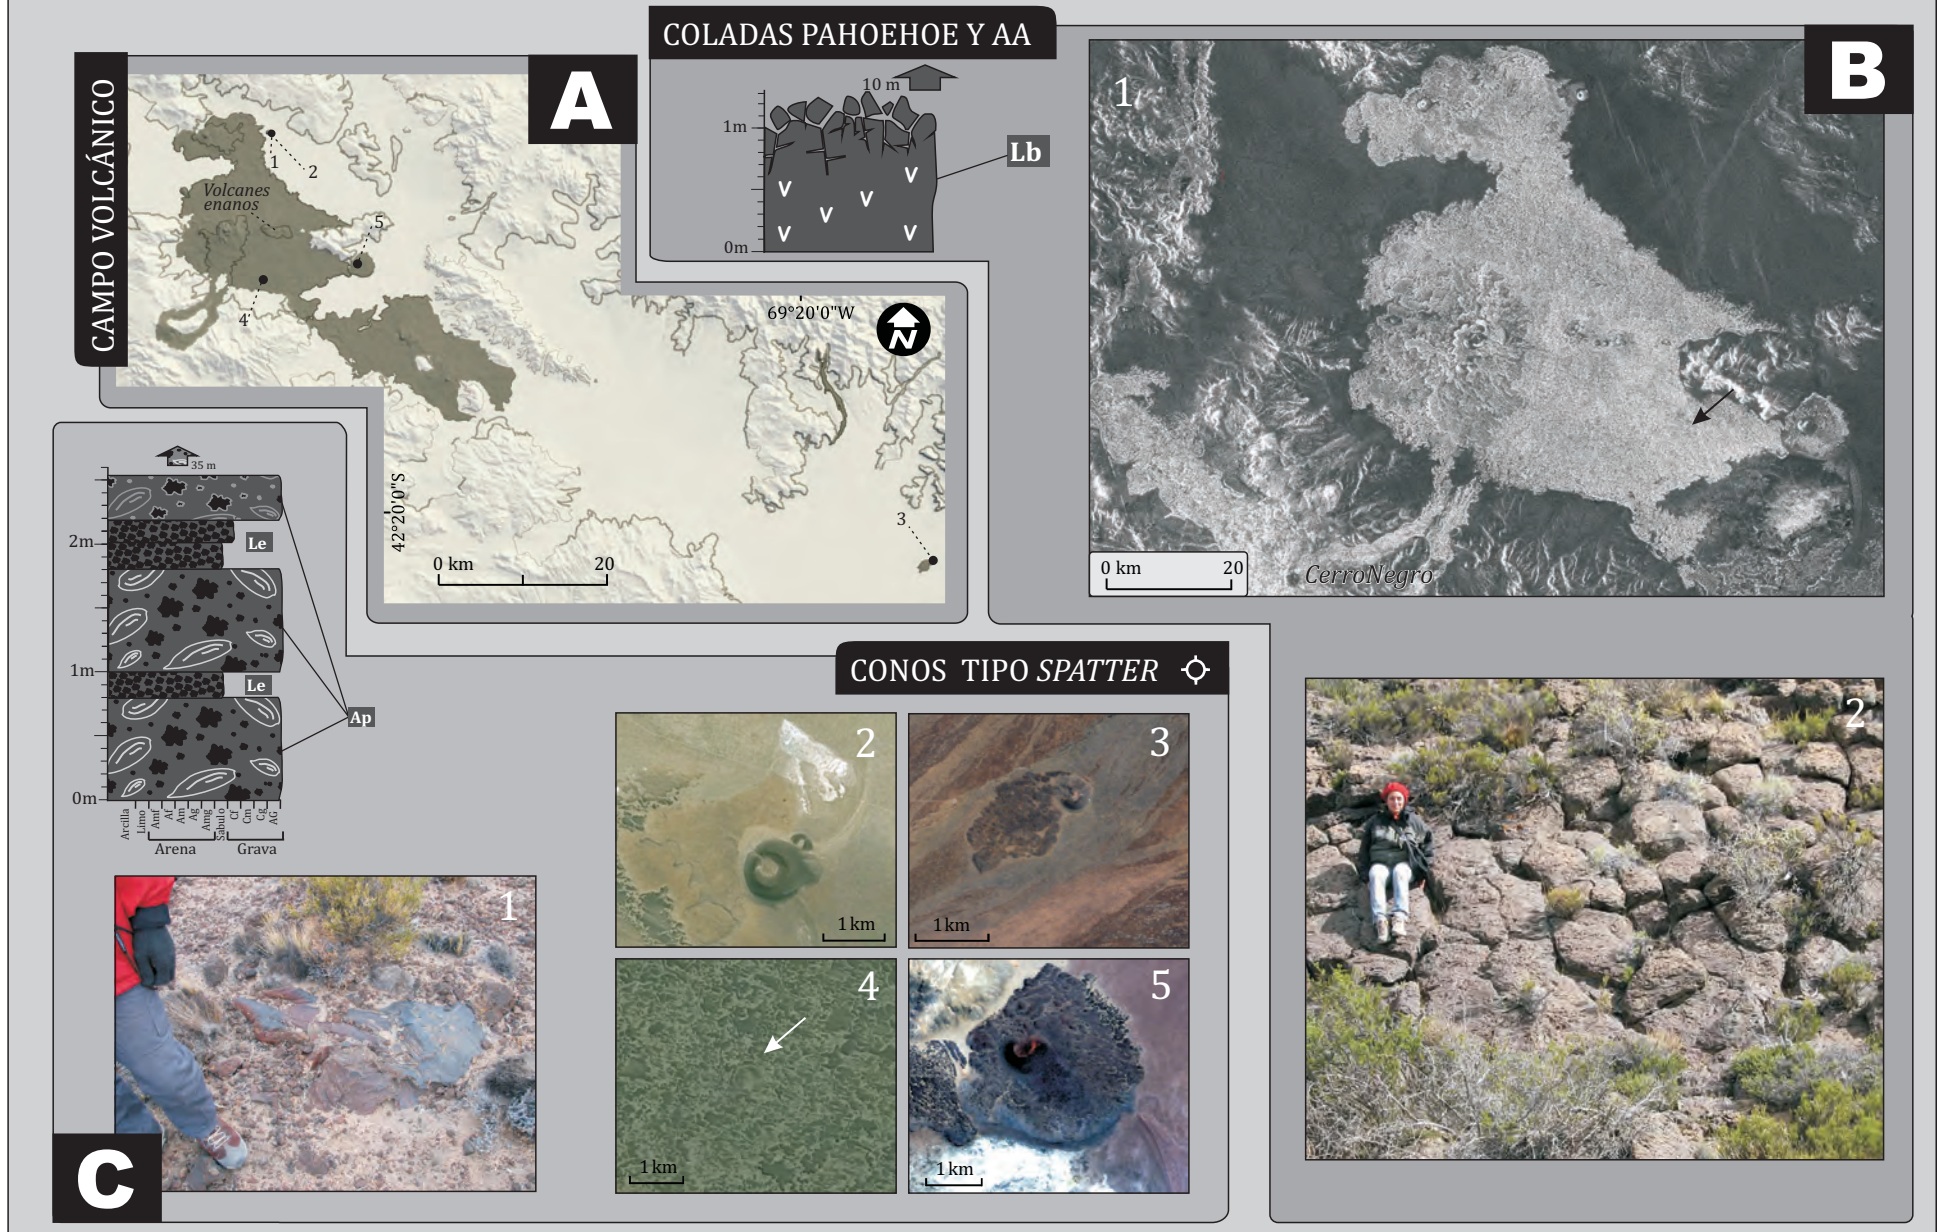 CAMPO VOLCÁNICO
A
1
2
Volcanes
enanos
5
4
69°20'0"W
N
42°20'0"S
0 km
20
3
COLADAS PAHOEHOE Y AA
10 m
1m
0m
Lb
B
1
0 km
20
CerroNegro
2
35 m
2m
1m
0m
Le
Le
Ap
Arcilla
Limo
Amf
Af
Am
Ag
Amg
Sabulo
Cf
Cm
Cg
AG
Arena
Grava
CONOS TIPO SPATTER
1
2
1 km
3
1 km
4
1 km
5
1 km
C